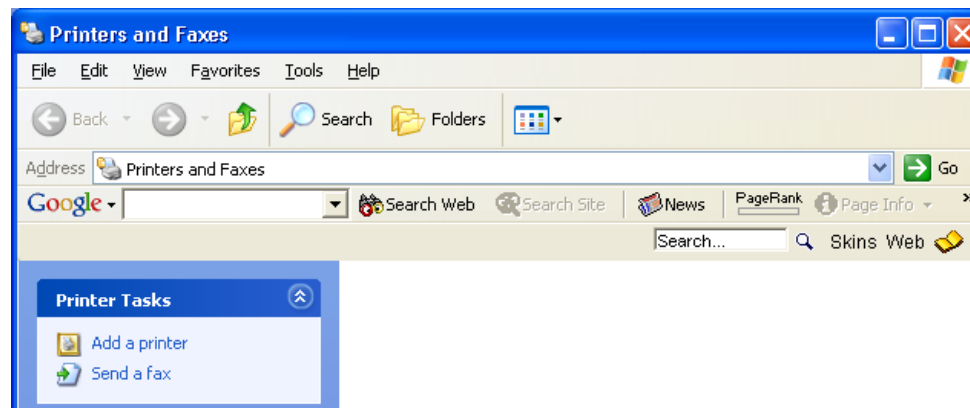 Printers and Faxes
File Edit View Favorites Tools Help
Back Search Folders
Address Printers and Faxes Go
Google Search Web Search Site News PageRank Page Info »
Search... Skins Web
Printer Tasks
Add a printer
Send a fax